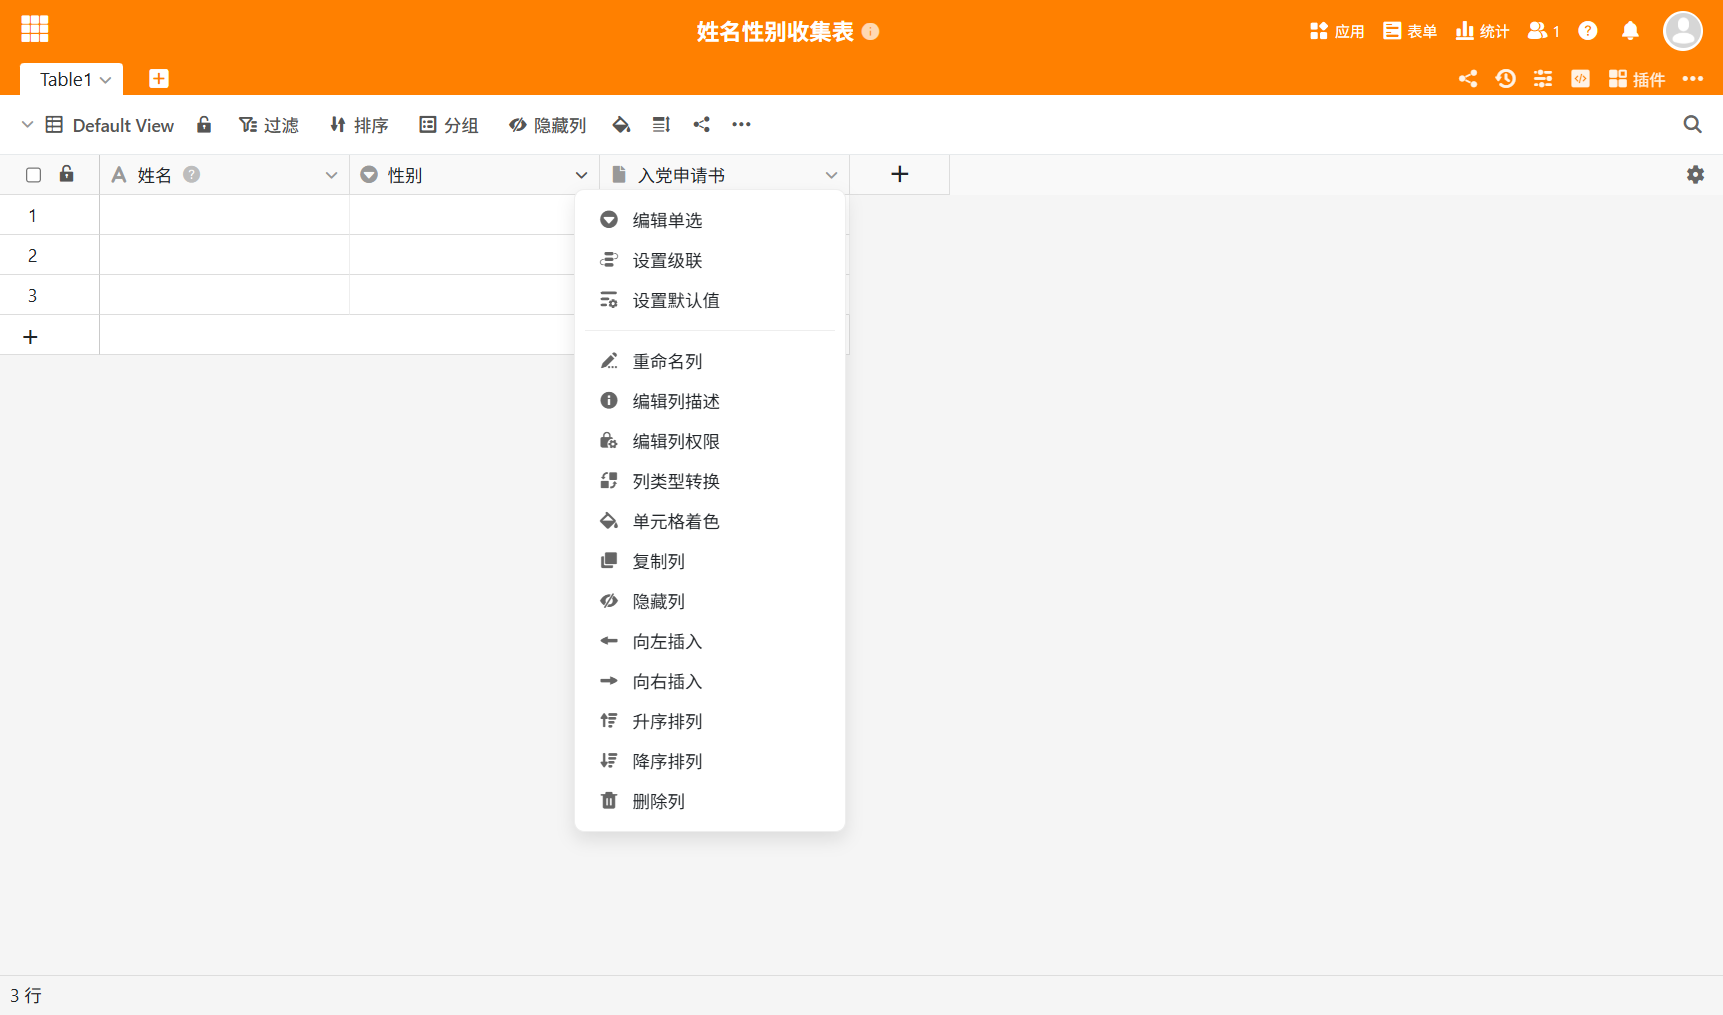 姓名性别收集表
应用
表单
统计
1
Table1
插件
Default View
过滤
排序
分组
隐藏列
姓名
性别
入党申请书
1
2
3
编辑单选
设置级联
设置默认值
重命名列
编辑列描述
编辑列权限
列类型转换
单元格着色
复制列
隐藏列
向左插入
向右插入
升序排列
降序排列
删除列
3 行